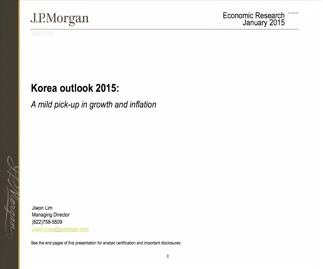 J.P.Morgan
Economic Research
January 2015
Korea outlook 2015:
A mild pick-up in growth and inflation
J.P.Morgan
Jiwon Lim
Managing Director
(822)758-5509
See the end pages of this presentation for analyst certification and important disclosures.
0